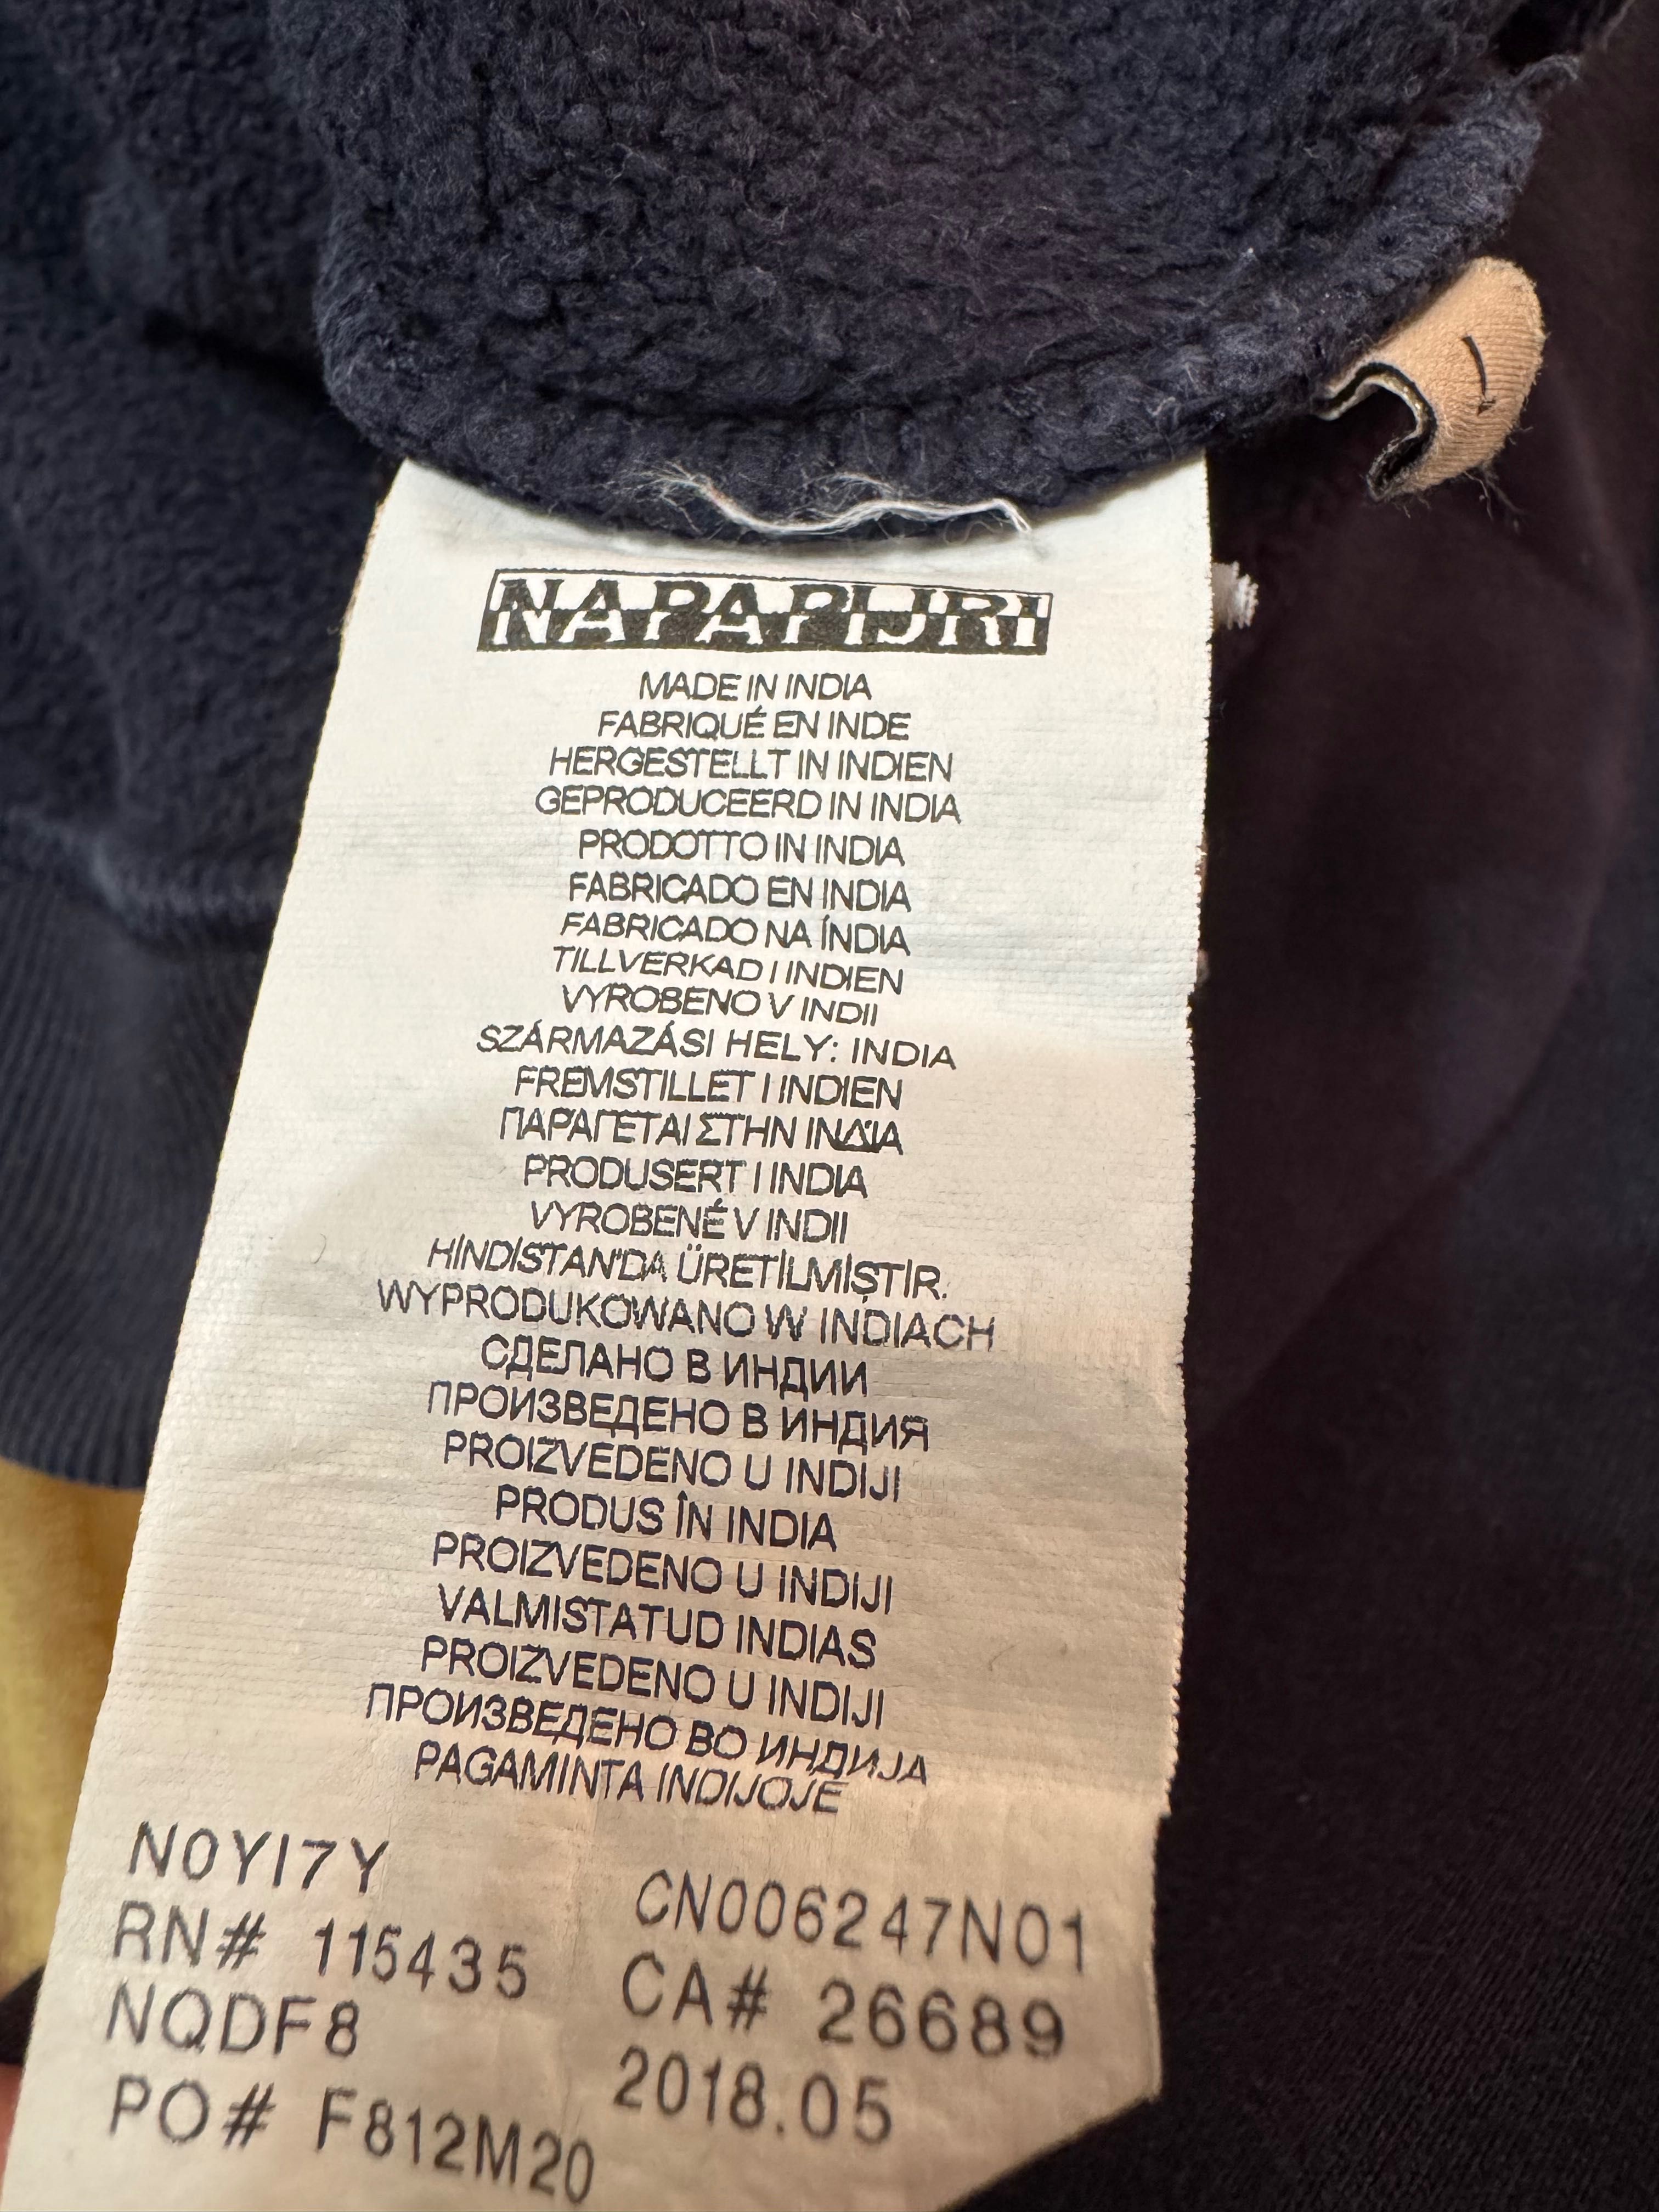 NAPAPIJRI
MADE IN INDIA
FABRIQUÉ EN INDE
HERGESTELLT IN INDIEN
GEPRODUCEERD IN INDIA
PRODOTTO IN INDIA
FABRICADO EN INDIA
FABRICADO NA ÍNDIA
TILLVERKAD I INDIEN
VYROBENO V INDII
SZÁRMAZÁSI HELY: INDIA
FREMSTILLET I INDIEN
ΠΑΡΑΓΕΤΑΙ ΣΤΗΝ ΙΝΔΊΑ
PRODUSERT I INDIA
VYROBENÉ V INDII
HİNDİSTAN'DA ÜRETİLMİŞTİR.
WYPRODUKOWANO W INDIACH
СДЕЛАНО В ИНДИИ
ПРОИЗВЕДЕНО В ИНДИЯ
PROIZVEDENO U INDIJI
PRODUS ÎN INDIA
PROIZVEDENO U INDIJI
VALMISTATUD INDIAS
PROIZVEDENO U INDIJI
ПРОИЗВЕДЕНО ВО ИНДИЈА
PAGAMINTA INDIJOJE
N0YI7Y CN006247N01
RN# 115435 CA# 26689
NQDF8 2018.05
PO# F812M20